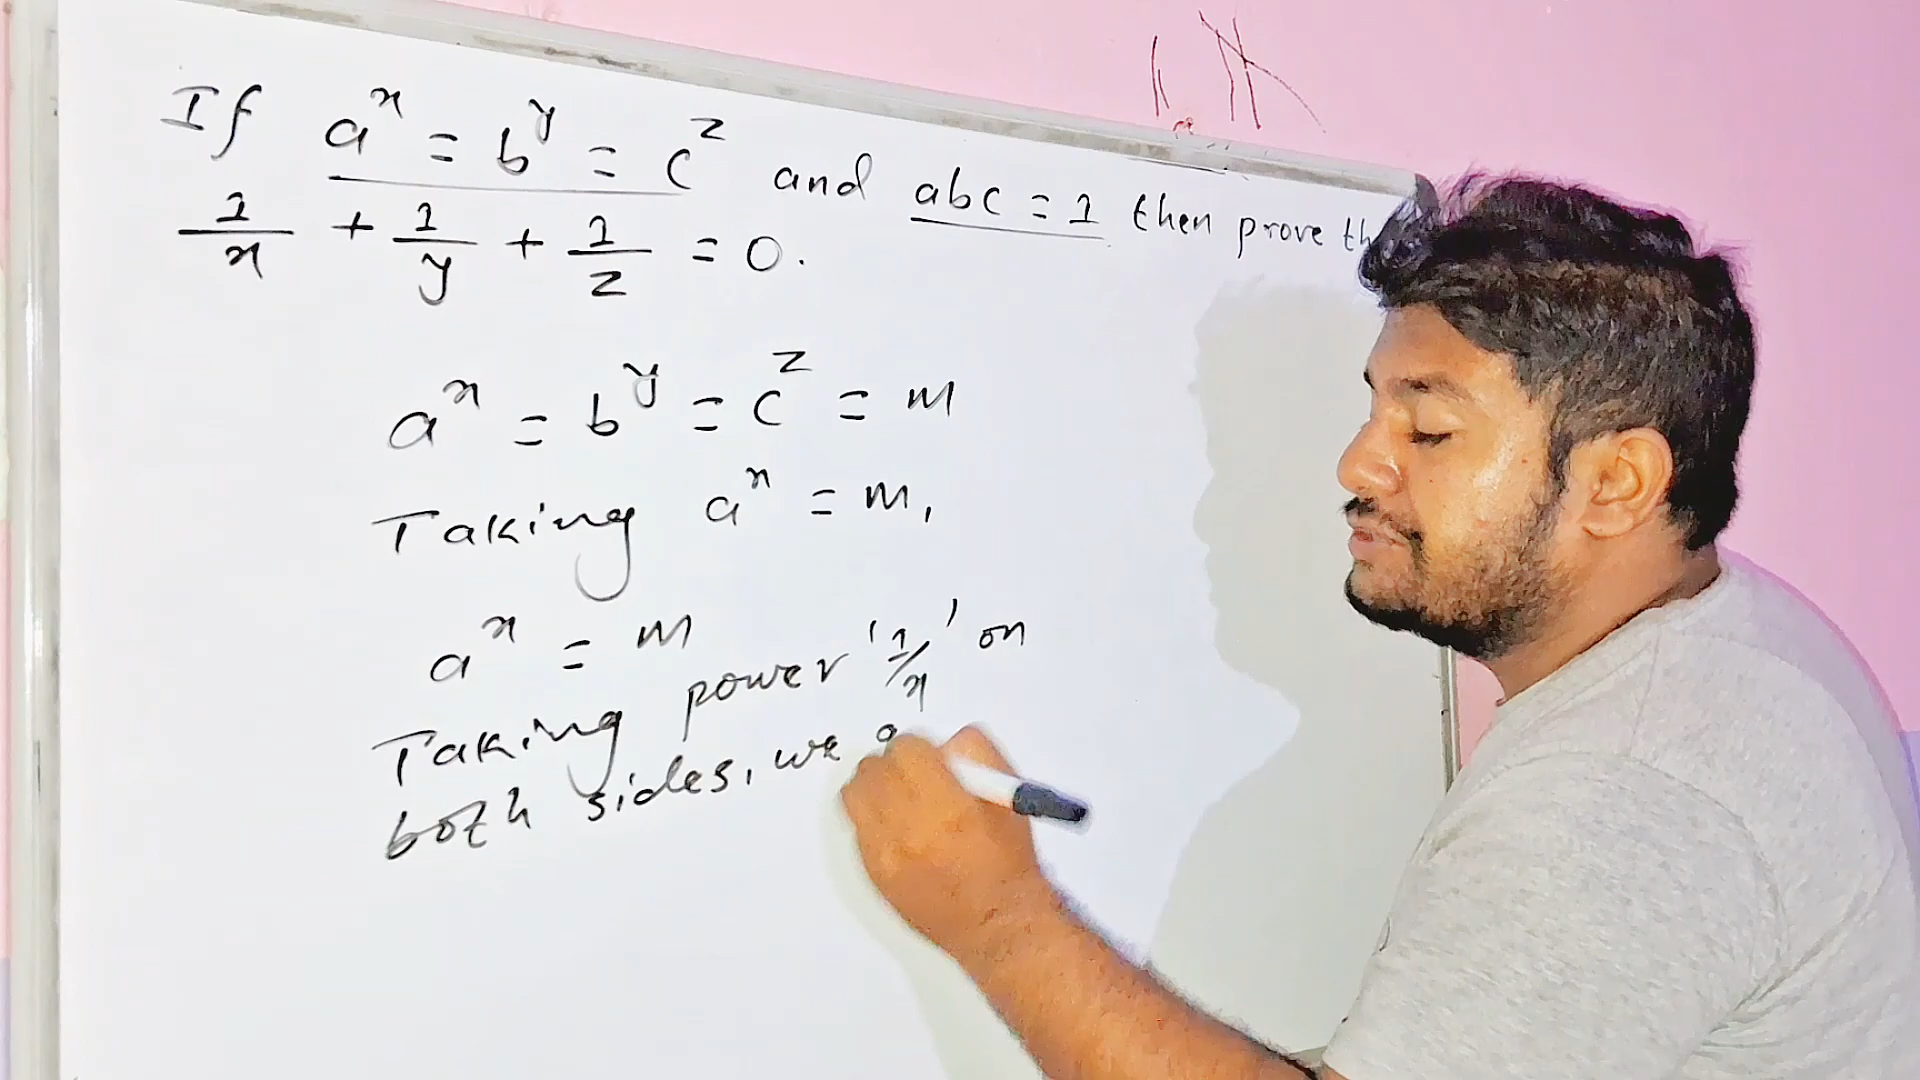 If a^x = b^y = c^z and abc = 1 then prove th
1/x + 1/y + 1/z = 0.
a^x = b^y = c^z = m
Taking a^x = m,
a^x = m
Taking power '1/x' on
both sides, we